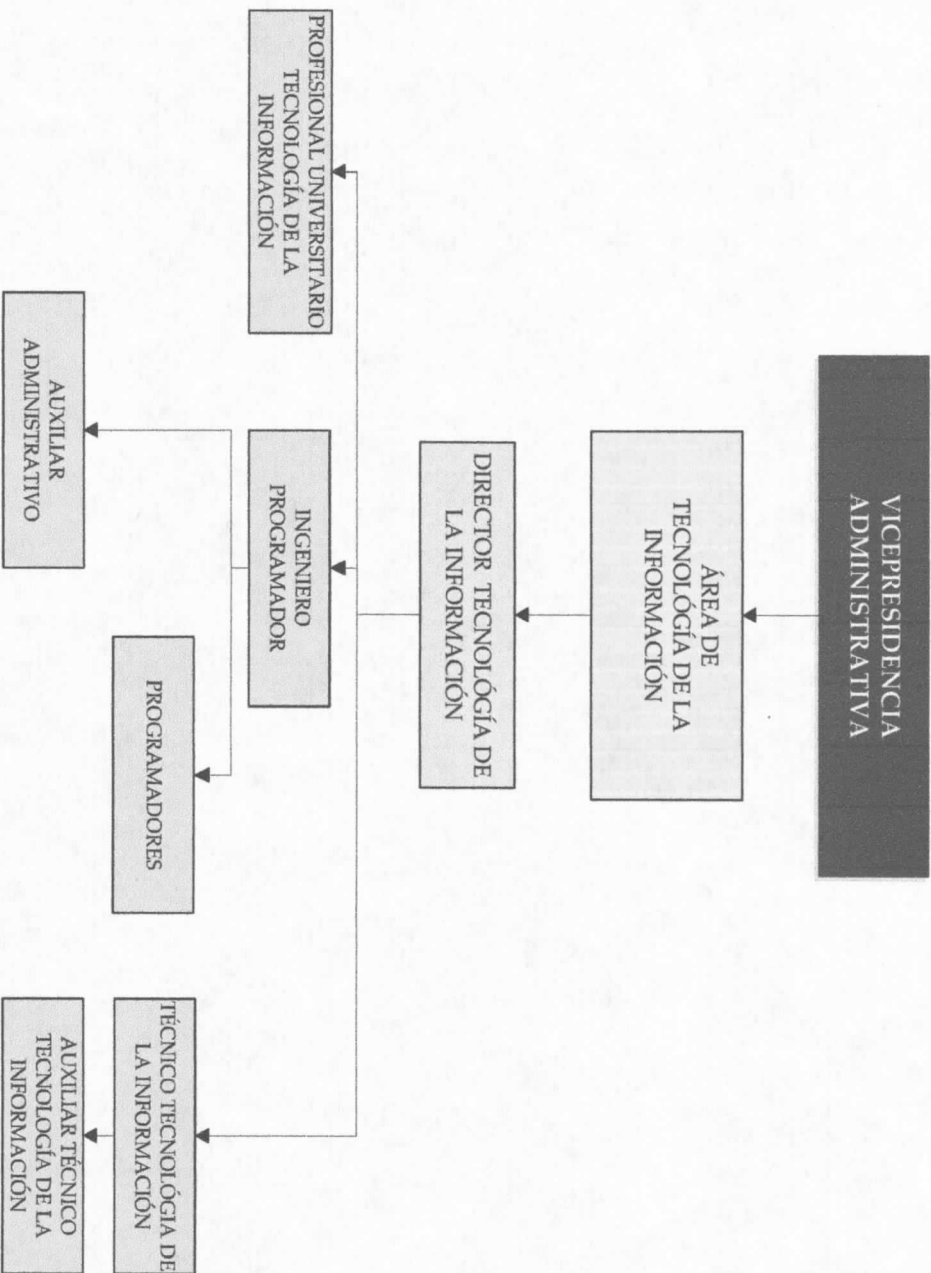 VICEPRESIDENCIA
ADMINISTRATIVA
ÁREA DE
TECNOLÓGÍA DE LA
INFORMACIÓN
DIRECTOR TECNOLÓGÍA DE
LA INFORMACIÓN
PROFESIONAL UNIVERSITARIO
TECNOLOGÍA DE LA
INFORMACIÓN
INGENIERO
PROGRAMADOR
TÉCNICO TECNOLÓGIA DE
LA INFORMACIÓN
PROGRAMADORES
AUXILIAR
ADMINISTRATIVO
AUXILIAR TÉCNICO
TECNOLOGÍA DE LA
INFORMACIÓN